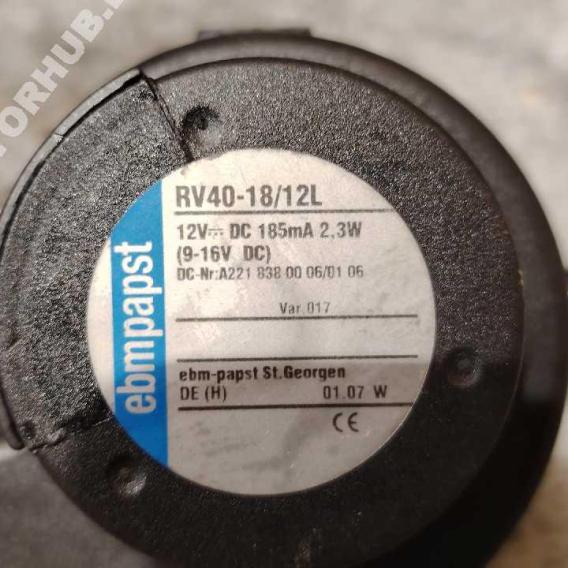 RV40-18/12L
12V⎓ DC 185mA 2,3W
(9-16V DC)
DC-Nr:A221 838 00 06/01 06
Var.017
ebm-papst St.Georgen
DE (H) 01.07 W
CE
ebmpapst